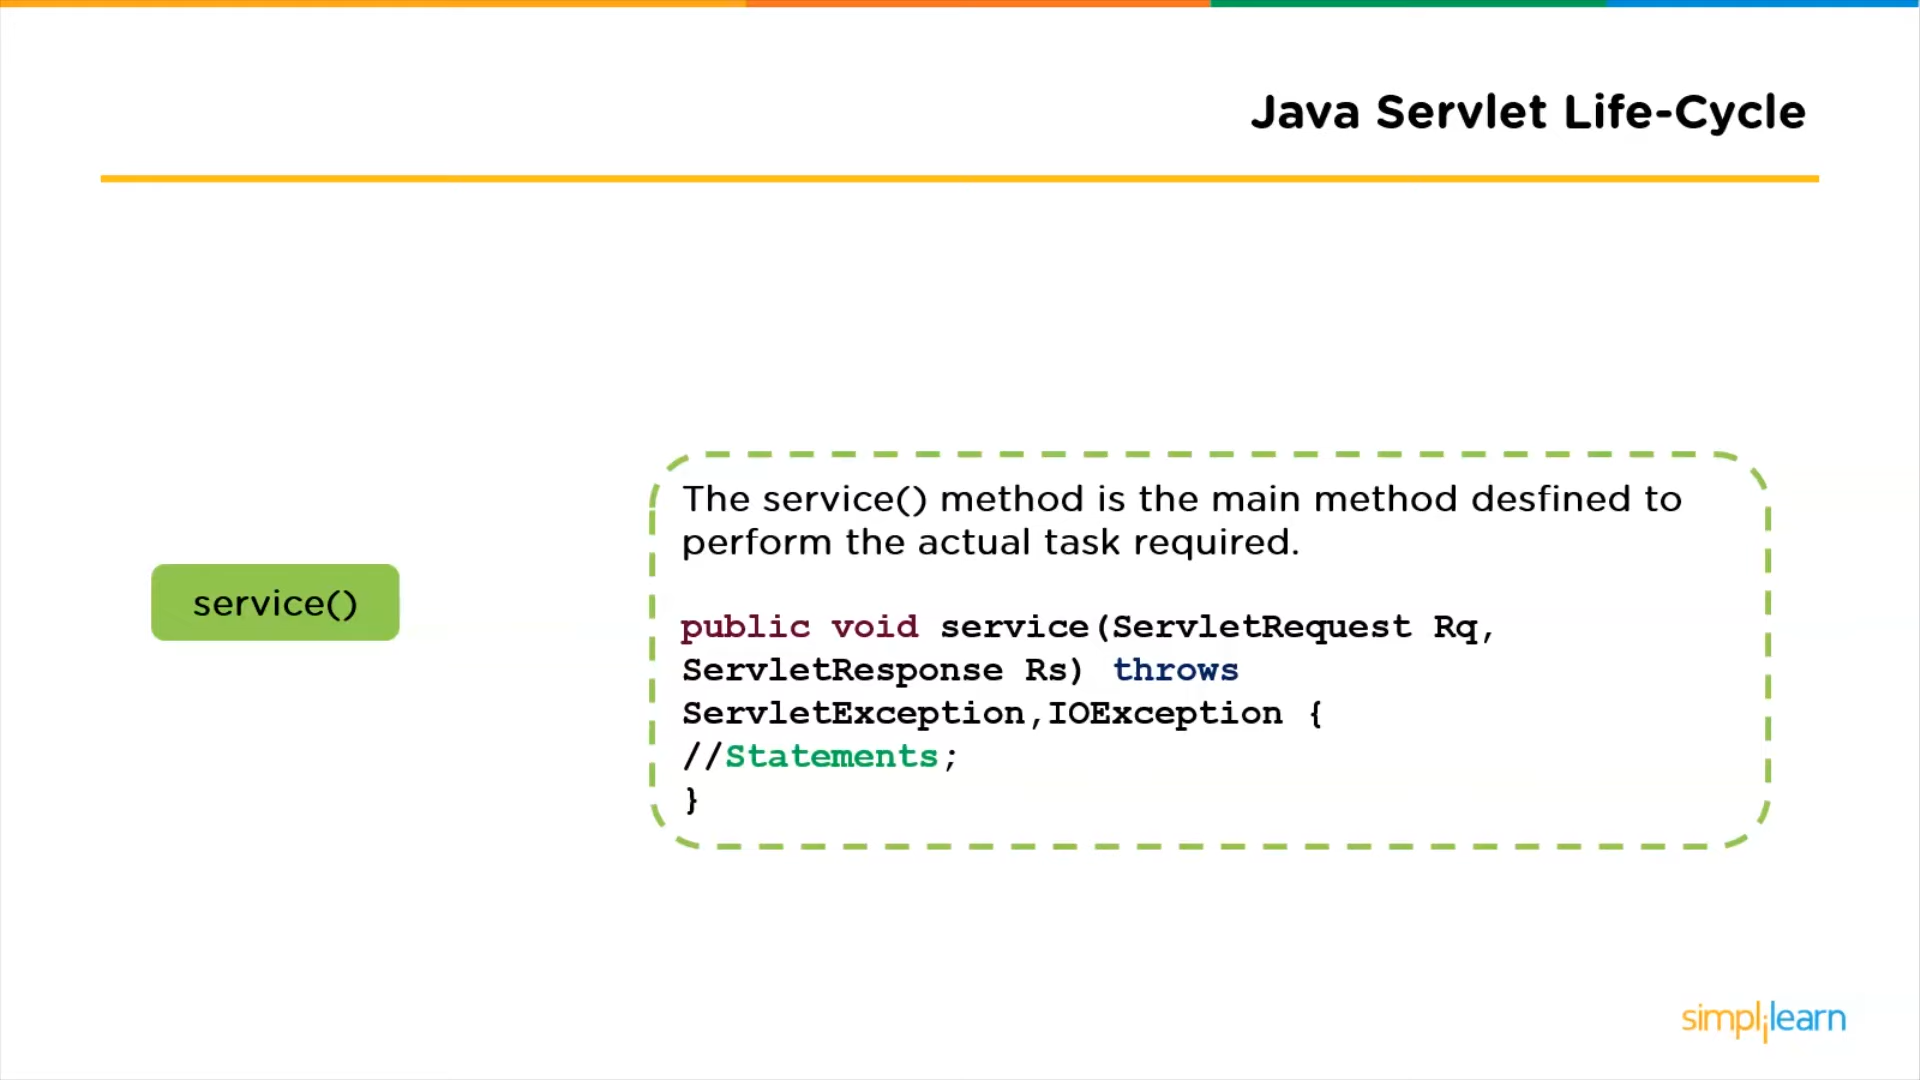 Java Servlet Life-Cycle
service()
The service() method is the main method desfined to
perform the actual task required.
public void service(ServletRequest Rq,
ServletResponse Rs) throws
ServletException,IOException {
//Statements;
}
simplilearn